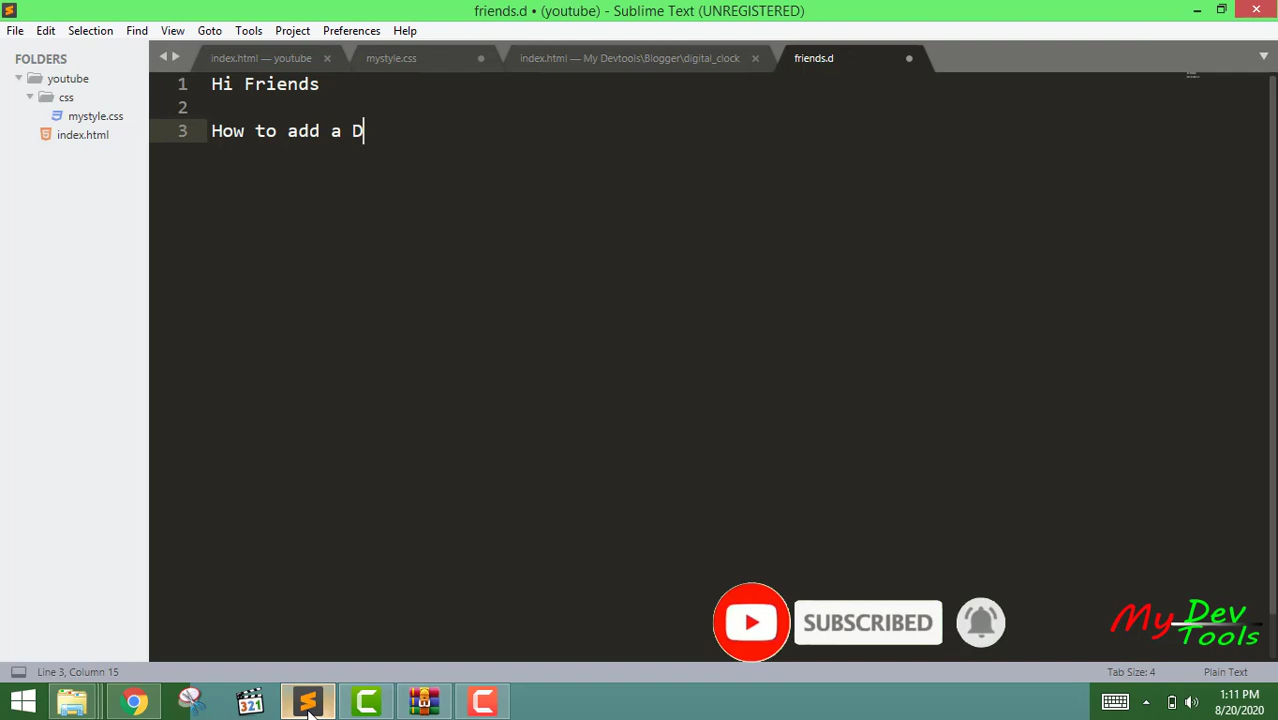 friends.d • (youtube) - Sublime Text (UNREGISTERED)
File Edit Selection Find View Goto Tools Project Preferences Help
FOLDERS
youtube
css
mystyle.css
index.html
index.html — youtube
mystyle.css
index.html — My Devtools\Blogger\digital_clock
friends.d
1 Hi Friends
2
3 How to add a D
SUBSCRIBED
My Dev Tools
Line 3, Column 15
Tab Size: 4
Plain Text
321
1:11 PM
8/20/2020